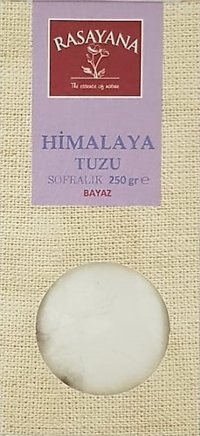 RASAYANA
The essence of nature
HİMALAYA
TUZU
SOFRALIK 250 gr ℮
BAYAZ